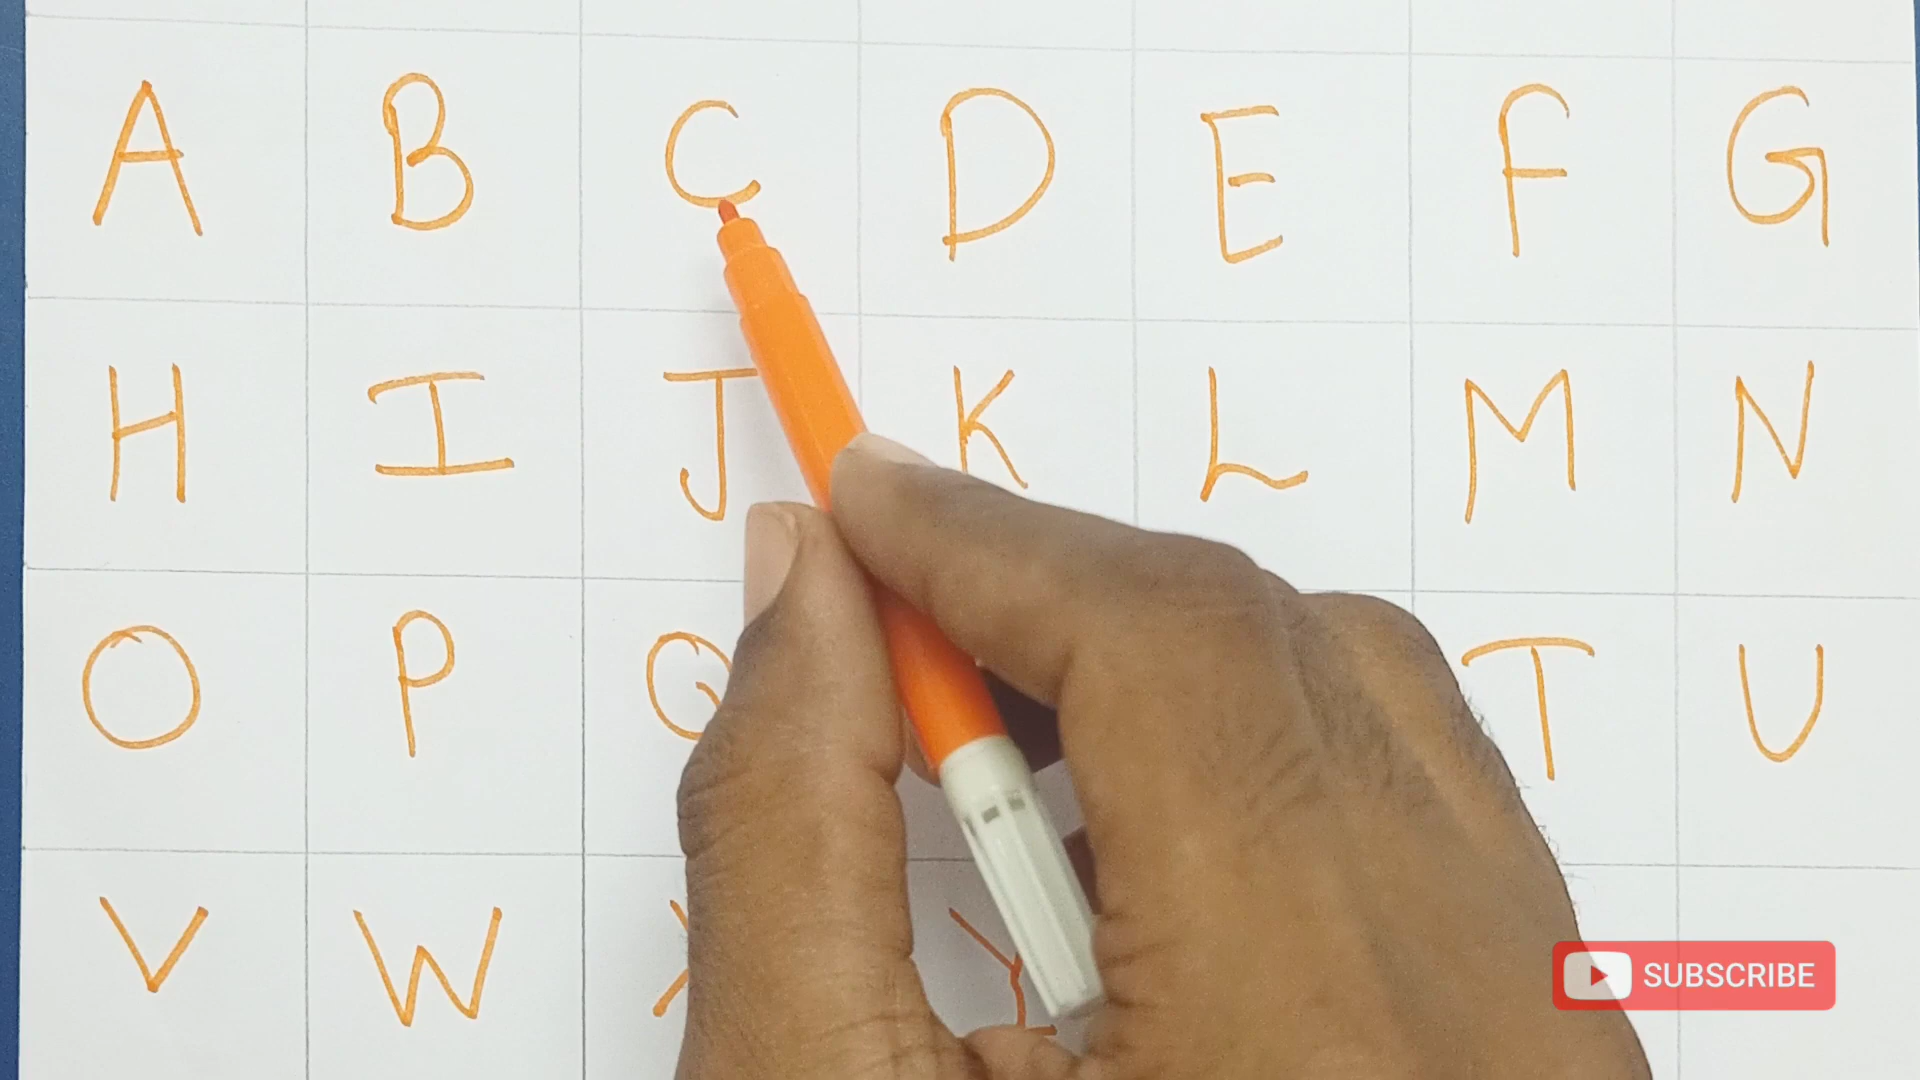 A B C D E F G
H I J K L M N
O P Q T U
V W X Y
SUBSCRIBE